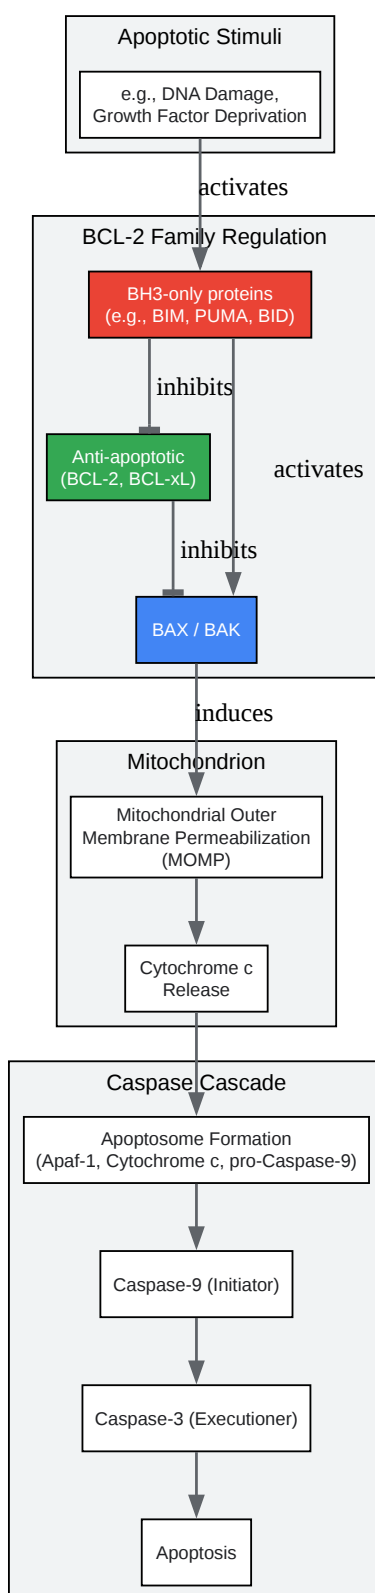 Apoptotic Stimuli
e.g., DNA Damage,
Growth Factor Deprivation
activates
BCL-2 Family Regulation
BH3-only proteins
(e.g., BIM, PUMA, BID)
inhibits
Anti-apoptotic
(BCL-2, BCL-xL)
activates
inhibits
BAX / BAK
induces
Mitochondrion
Mitochondrial Outer
Membrane Permeabilization
(MOMP)
Cytochrome c
Release
Caspase Cascade
Apoptosome Formation
(Apaf-1, Cytochrome c, pro-Caspase-9)
Caspase-9 (Initiator)
Caspase-3 (Executioner)
Apoptosis